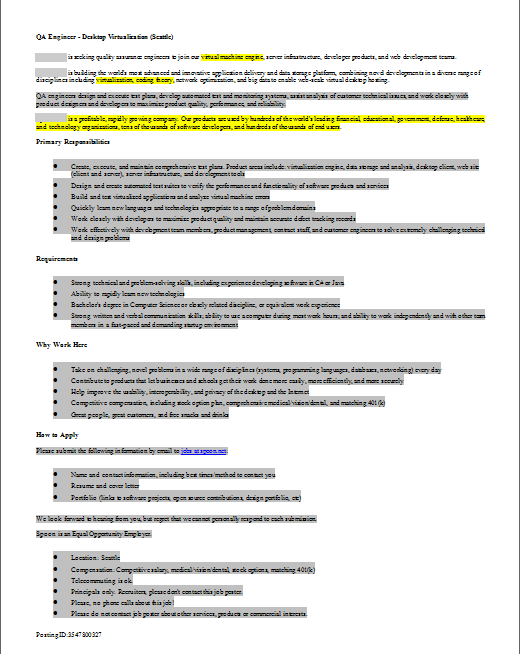 QA Engineer - Desktop Virtualization (Seattle)
is seeking quality assurance engineers to join our virtual machine engine, server infrastructure, developer products, and web development teams.
is building the world's most advanced and innovative application delivery and data storage platform, combining novel developments in a diverse range of
disciplines including virtualization, coding theory, network optimization, and big data to enable web-scale virtual desktop hosting.
QA engineers design and execute test plans, develop automated test and monitoring systems, assist analysis of customer technical issues, and work closely with
product designers and developers to maximize product quality, performance, and reliability.
is a profitable, rapidly growing company. Our products are used by hundreds of the world's leading financial, educational, government, defense, healthcare,
and technology organizations, tens of thousands of software developers, and hundreds of thousands of end users.
Primary Responsibilities
• Create, execute, and maintain comprehensive test plans. Product areas include: virtualization engine, data storage and analysis, desktop client, web site
(client and server), server infrastructure, and development tools
• Design and create automated test suites to verify the performance and functionality of software products and services
• Build and test virtualized applications and analyze virtual machine errors
• Quickly learn new languages and technologies appropriate to a range of problem domains
• Work closely with developers to maximize product quality and maintain accurate defect tracking records
• Work effectively with development team members, product management, contract staff, and customer engineers to solve extremely challenging technical
and design problems
Requirements
• Strong technical and problem-solving skills, including experience developing software in C# or Java
• Ability to rapidly learn new technologies
• Bachelor's degree in Computer Science or closely related discipline, or equivalent work experience
• Strong written and verbal communication skills, ability to use a computer during most work hours, and ability to work independently and with other team
members in a fast-paced and demanding startup environment
Why Work Here
• Take on challenging, novel problems in a wide range of disciplines (systems, programming languages, databases, networking) every day
• Contribute to products that let businesses and schools get their work done more easily, more efficiently, and more securely
• Help improve the usability, interoperability, and privacy of the desktop and the Internet
• Competitive compensation, including stock option plan, comprehensive medical/vision/dental, and matching 401(k)
• Great people, great customers, and free snacks and drinks
How to Apply
Please submit the following information by email to jobs at spoon.net.
• Name and contact information, including best times/method to contact you
• Resume and cover letter
• Portfolio (links to software projects, open source contributions, design portfolio, etc)
We look forward to hearing from you, but regret that we cannot personally respond to each submission.
Spoon is an Equal Opportunity Employer.
• Location: Seattle
• Compensation: Competitive salary, medical/vision/dental, stock options, matching 401(k)
• Telecommuting is ok.
• Principals only. Recruiters, please don't contact this job poster.
• Please, no phone calls about this job!
• Please do not contact job poster about other services, products or commercial interests.
Posting ID: 3547800327